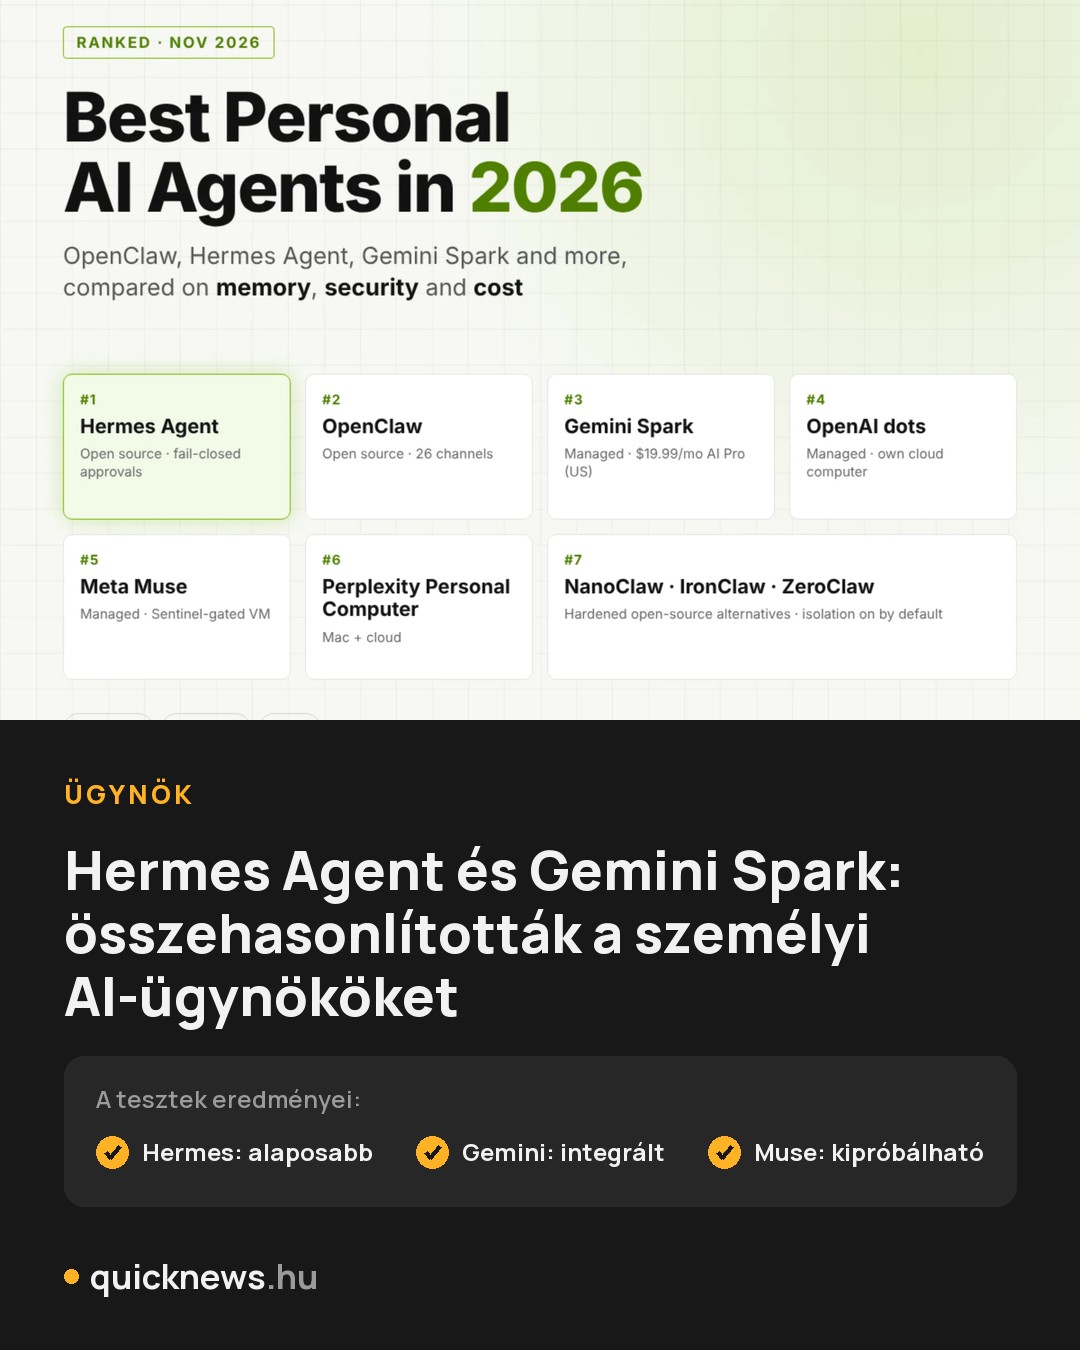 RANKED · NOV 2026
Best Personal
AI Agents in 2026
OpenClaw, Hermes Agent, Gemini Spark and more,
compared on memory, security and cost
#1
Hermes Agent
Open source · fail-closed
approvals
#2
OpenClaw
Open source · 26 channels
#3
Gemini Spark
Managed · $19.99/mo AI Pro
(US)
#4
OpenAI dots
Managed · own cloud
computer
#5
Meta Muse
Managed · Sentinel-gated VM
#6
Perplexity Personal
Computer
Mac + cloud
#7
NanoClaw · IronClaw · ZeroClaw
Hardened open-source alternatives · isolation on by default
ÜGYNÖK
Hermes Agent és Gemini Spark:
összehasonlították a személyi
AI-ügynököket
A tesztek eredményei:
Hermes: alaposabb
Gemini: integrált
Muse: kipróbálható
quicknews.hu